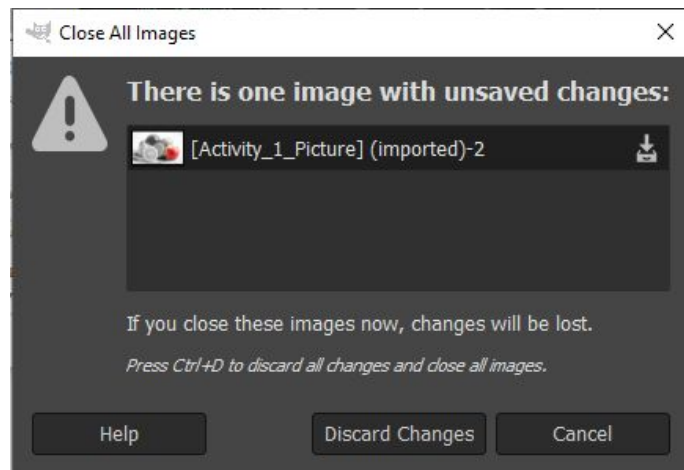 Close All Images
There is one image with unsaved changes:
[Activity_1_Picture] (imported)-2
If you close these images now, changes will be lost.
Press Ctrl+D to discard all changes and close all images.
Help Discard Changes Cancel